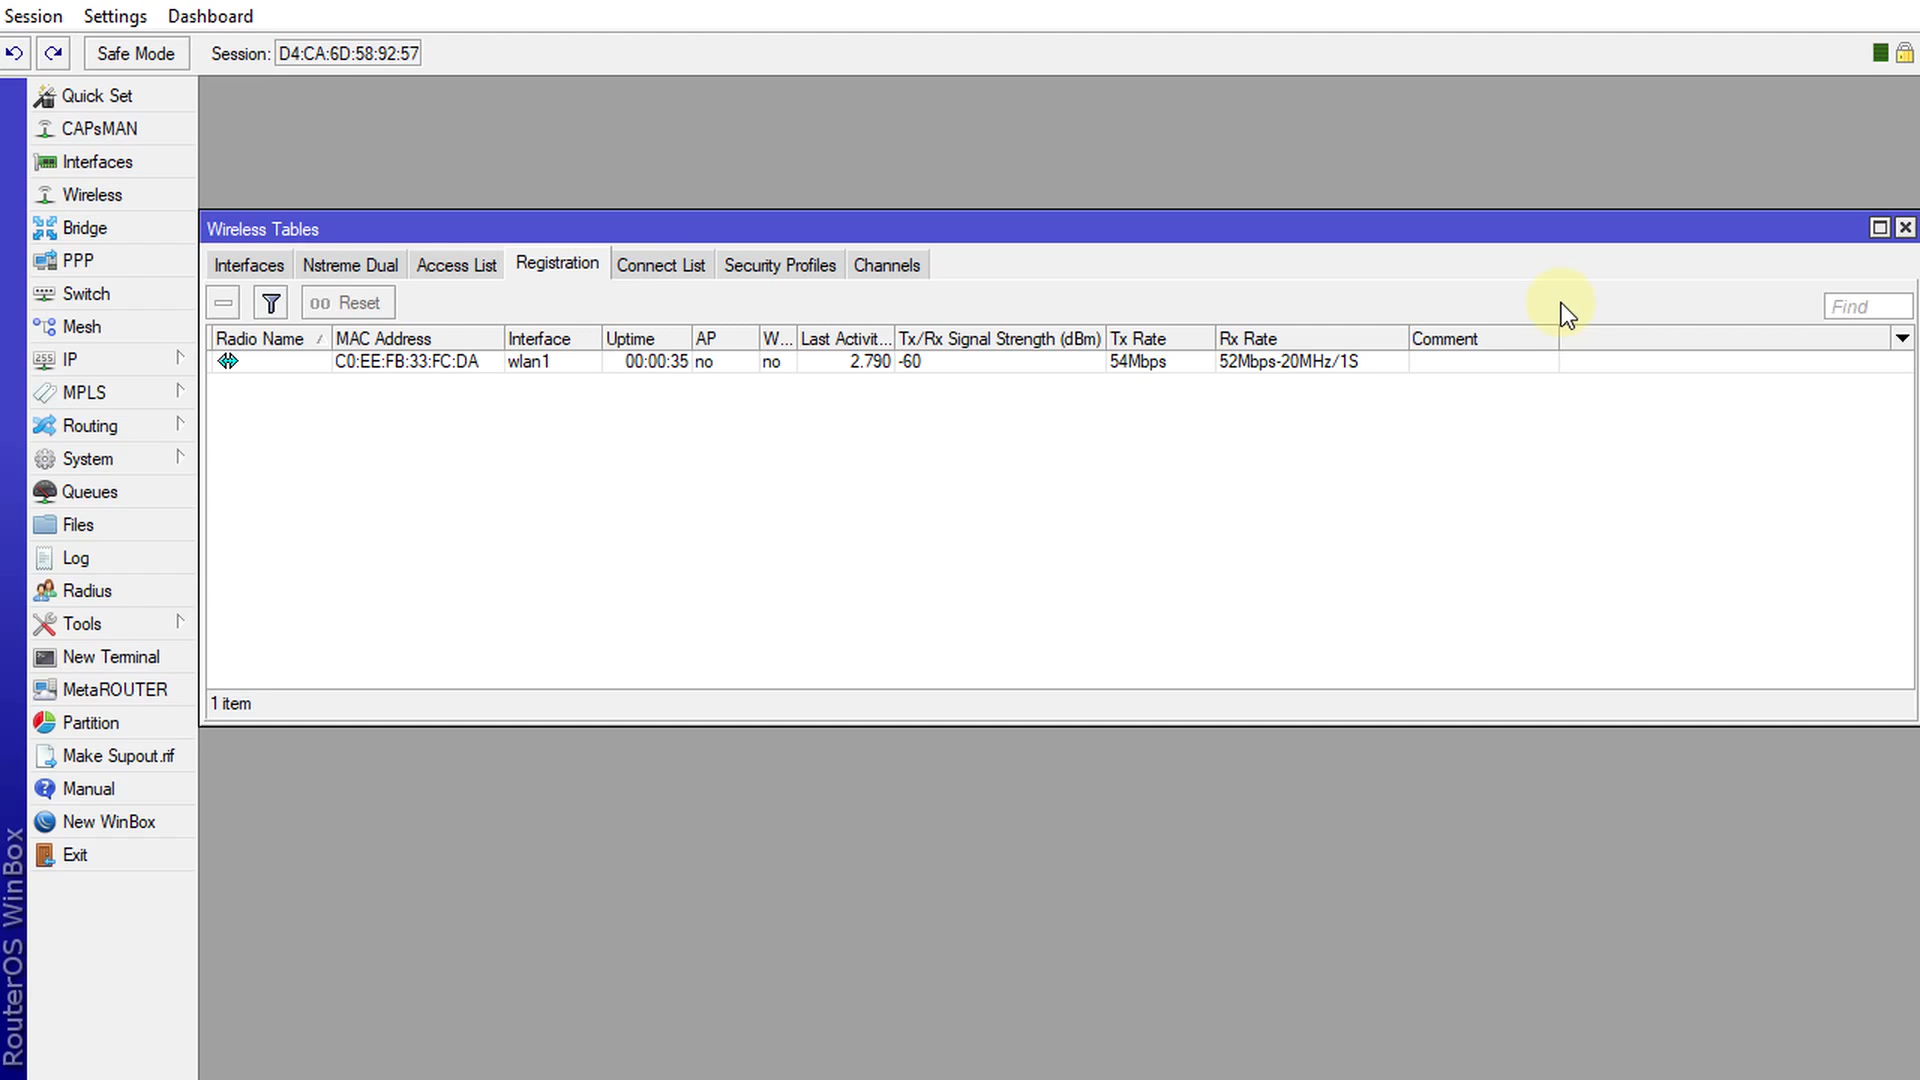 Session Settings Dashboard
Safe Mode Session: D4:CA:6D:58:92:57
Quick Set
CAPsMAN
Interfaces
Wireless
Bridge
PPP
Switch
Mesh
255 IP
MPLS
Routing
System
Queues
Files
Log
Radius
Tools
New Terminal
MetaROUTER
Partition
Make Supout.rif
Manual
New WinBox
Exit
RouterOS WinBox
Wireless Tables
Interfaces Nstreme Dual Access List Registration Connect List Security Profiles Channels
00 Reset Find
Radio Name MAC Address Interface Uptime AP W... Last Activit... Tx/Rx Signal Strength (dBm) Tx Rate Rx Rate Comment
C0:EE:FB:33:FC:DA wlan1 00:00:35 no no 2.790 -60 54Mbps 52Mbps-20MHz/1S
1 item